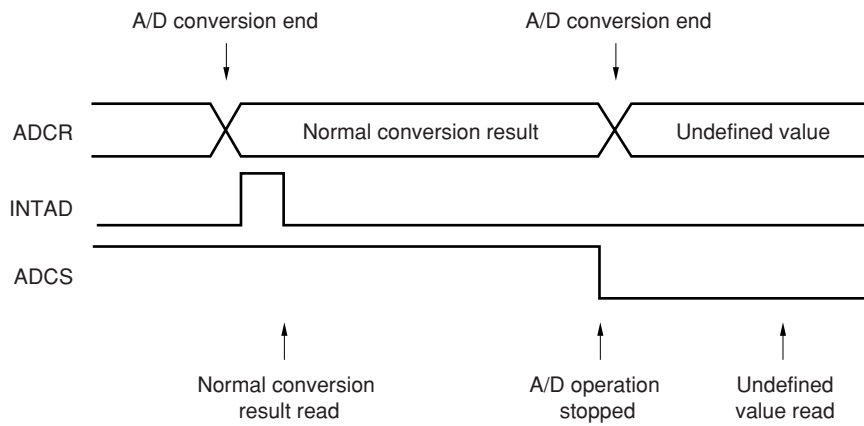 A/D conversion end
A/D conversion end
ADCR
Normal conversion result
Undefined value
INTAD
ADCS
Normal conversion
result read
A/D operation
stopped
Undefined
value read